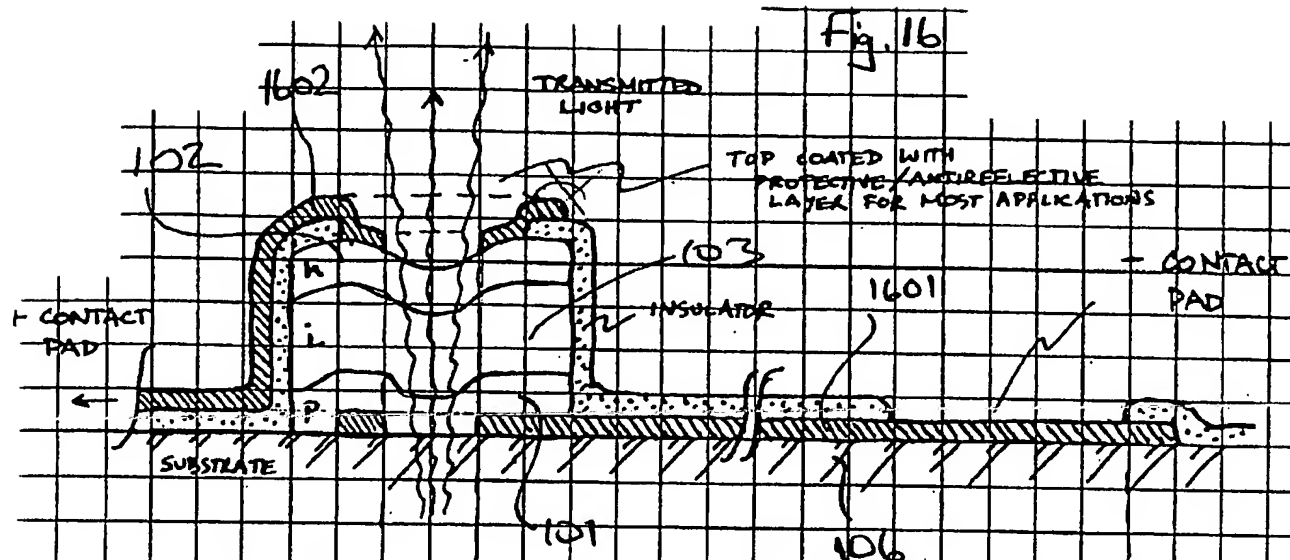 Fig. 16
1602
TRANSMITTED
LIGHT
102
TOP COATED WITH
PROTECTIVE/ANTIREFLECTIVE
LAYER FOR MOST APPLICATIONS
n
103
- CONTACT
PAD
1601
+ CONTACT
PAD
INSULATOR
i
p
SUBSTRATE
101
106